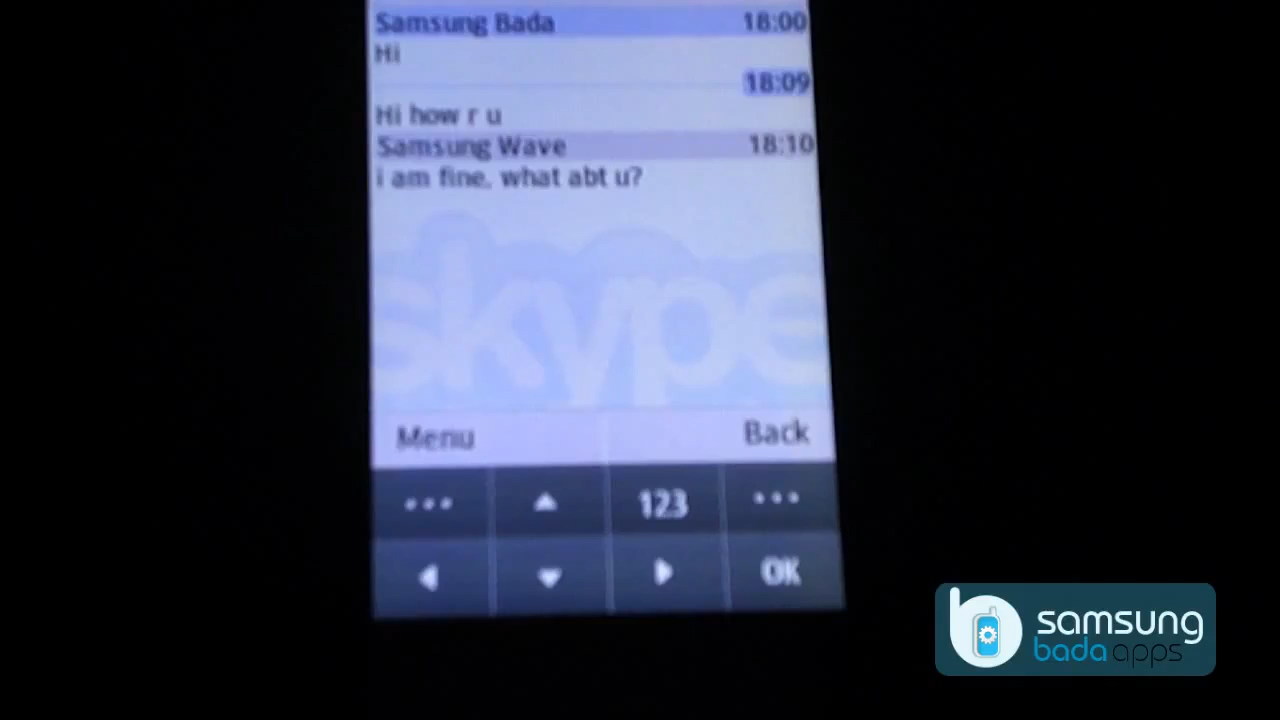 Samsung Bada 18:00
Hi
18:09
Hi how r u
Samsung Wave 18:10
i am fine, what abt u?
skype
Menu Back
... 123 ...
OK
samsung
bada apps